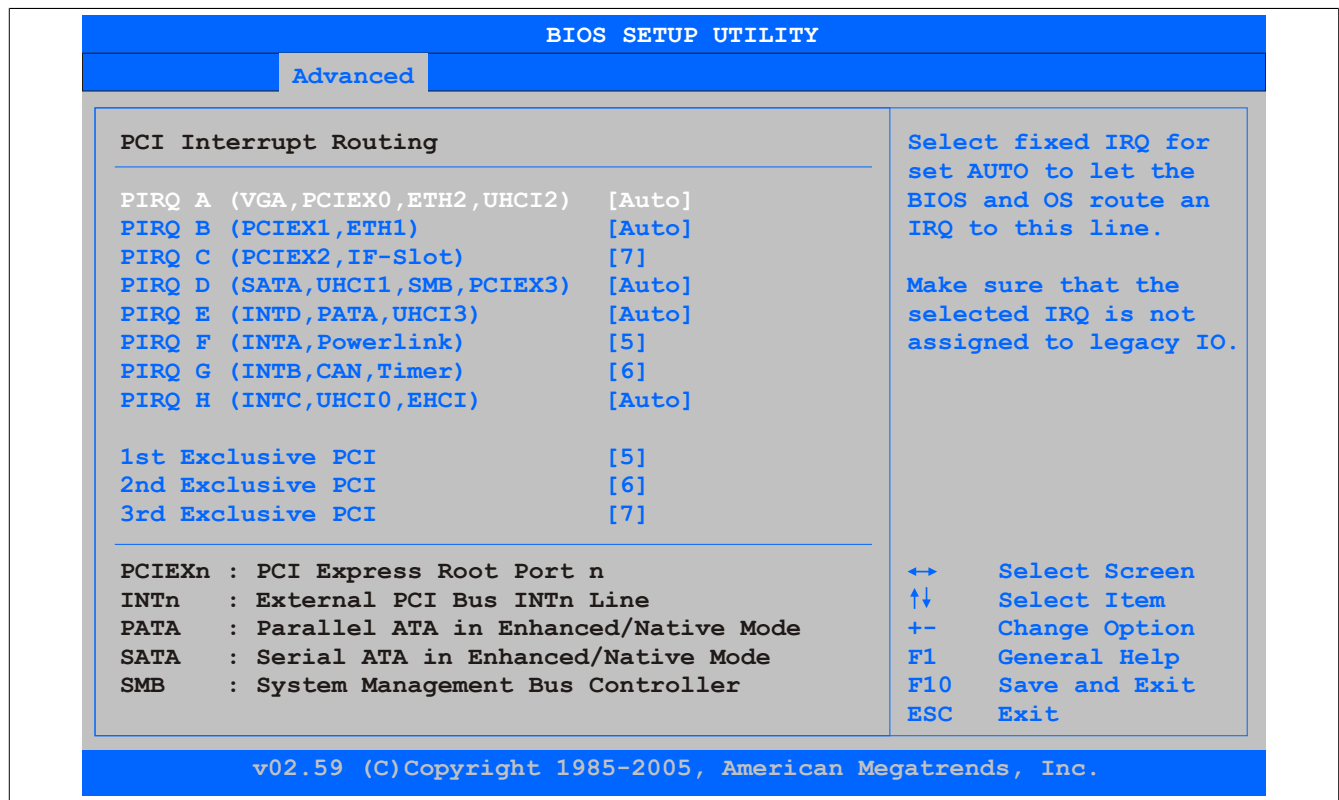 BIOS SETUP UTILITY
Advanced
PCI Interrupt Routing
PIRQ A (VGA,PCIEX0,ETH2,UHCI2) [Auto]
PIRQ B (PCIEX1,ETH1) [Auto]
PIRQ C (PCIEX2,IF-Slot) [7]
PIRQ D (SATA,UHCI1,SMB,PCIEX3) [Auto]
PIRQ E (INTD,PATA,UHCI3) [Auto]
PIRQ F (INTA,Powerlink) [5]
PIRQ G (INTB,CAN,Timer) [6]
PIRQ H (INTC,UHCI0,EHCI) [Auto]
1st Exclusive PCI [5]
2nd Exclusive PCI [6]
3rd Exclusive PCI [7]
PCIEXn : PCI Express Root Port n
INTn : External PCI Bus INTn Line
PATA : Parallel ATA in Enhanced/Native Mode
SATA : Serial ATA in Enhanced/Native Mode
SMB : System Management Bus Controller
Select fixed IRQ for
set AUTO to let the
BIOS and OS route an
IRQ to this line.
Make sure that the
selected IRQ is not
assigned to legacy IO.
↔ Select Screen
↑↓ Select Item
+- Change Option
F1 General Help
F10 Save and Exit
ESC Exit
v02.59 (C)Copyright 1985-2005, American Megatrends, Inc.